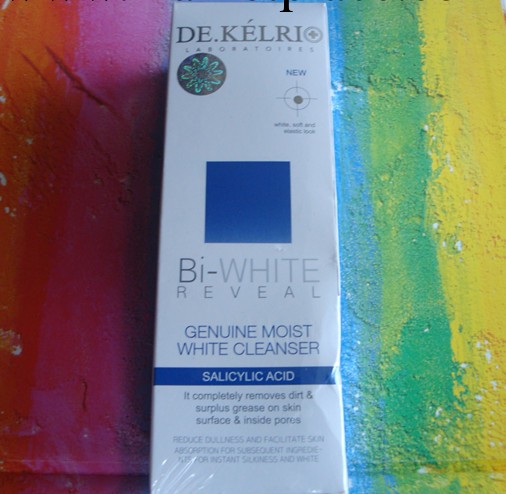 DE.KÉLRIO
LABORATOIRES
NEW
white, soft and
elastic look
Bi-WHITE
REVEAL
GENUINE MOIST
WHITE CLEANSER
SALICYLIC ACID
It completely removes dirt &
surplus grease on skin
surface & inside pores
REDUCE DULLNESS AND FACILITATE SKIN
ABSORPTION FOR SUBSEQUENT INGREDIE-
NTS FOR INSTANT SILKINESS AND WHITE